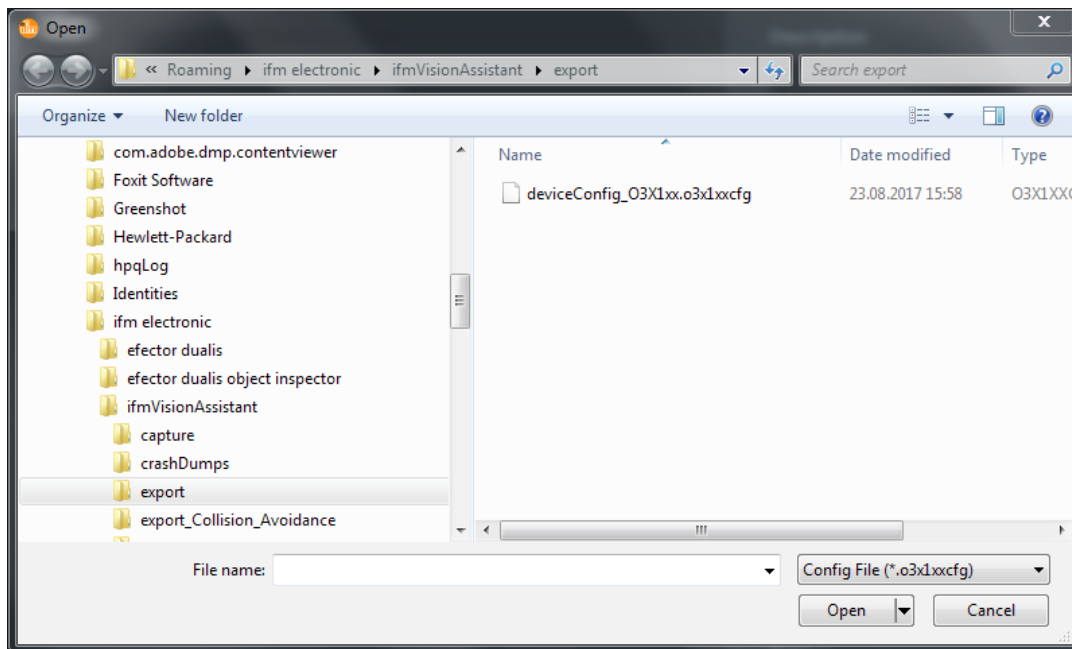 Open
« Roaming ▸ ifm electronic ▸ ifmVisionAssistant ▸ export
Search export
Organize
New folder
com.adobe.dmp.contentviewer
Foxit Software
Greenshot
Hewlett-Packard
hpqLog
Identities
ifm electronic
efector dualis
efector dualis object inspector
ifmVisionAssistant
capture
crashDumps
export
export_Collision_Avoidance
Name
Date modified
Type
deviceConfig_O3X1xx.o3x1xxcfg
23.08.2017 15:58
O3X1XX
File name:
Config File (*.o3x1xxcfg)
Open
Cancel